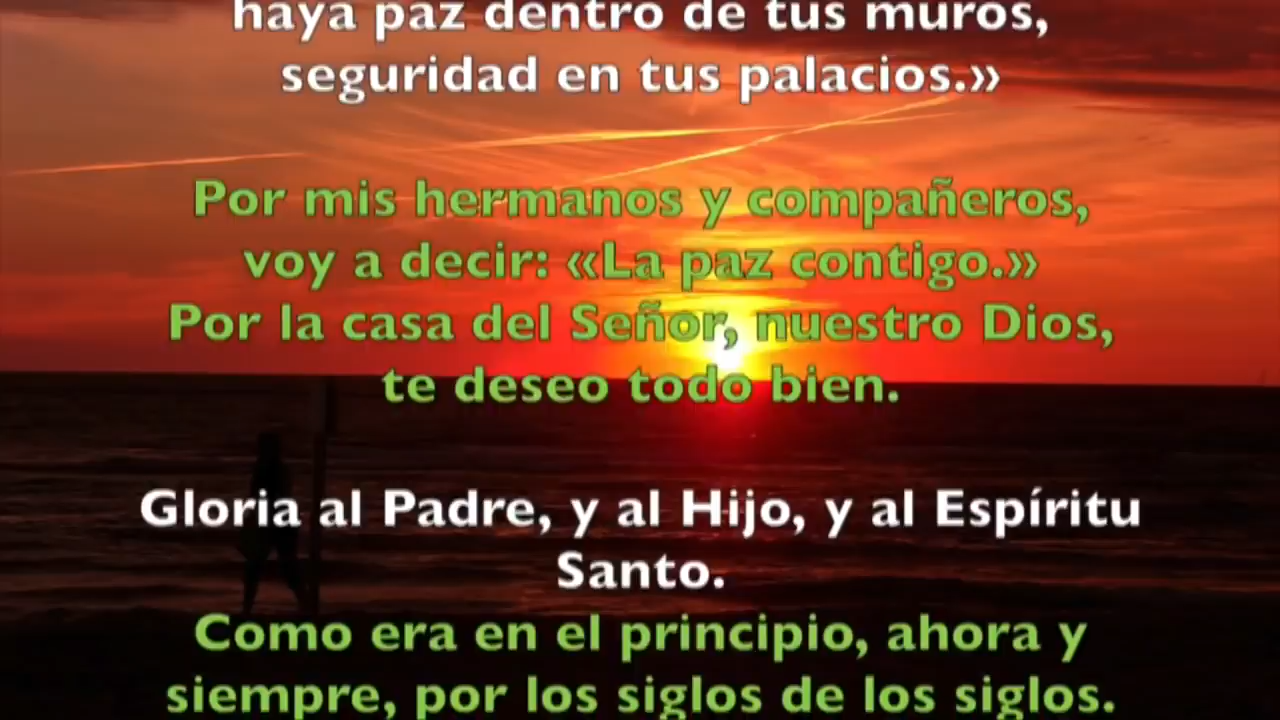 haya paz dentro de tus muros,
seguridad en tus palacios.»
Por mis hermanos y compañeros,
voy a decir: «La paz contigo.»
Por la casa del Señor, nuestro Dios,
te deseo todo bien.
Gloria al Padre, y al Hijo, y al Espíritu
Santo.
Como era en el principio, ahora y
siempre, por los siglos de los siglos.